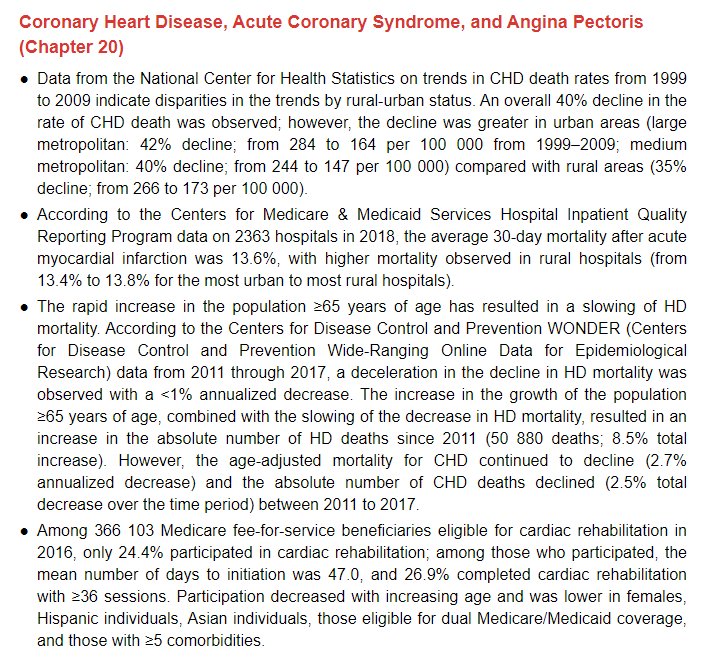 Coronary Heart Disease, Acute Coronary Syndrome, and Angina Pectoris
(Chapter 20)
● Data from the National Center for Health Statistics on trends in CHD death rates from 1999
to 2009 indicate disparities in the trends by rural-urban status. An overall 40% decline in the
rate of CHD death was observed; however, the decline was greater in urban areas (large
metropolitan: 42% decline; from 284 to 164 per 100 000 from 1999–2009; medium
metropolitan: 40% decline; from 244 to 147 per 100 000) compared with rural areas (35%
decline; from 266 to 173 per 100 000).
● According to the Centers for Medicare & Medicaid Services Hospital Inpatient Quality
Reporting Program data on 2363 hospitals in 2018, the average 30-day mortality after acute
myocardial infarction was 13.6%, with higher mortality observed in rural hospitals (from
13.4% to 13.8% for the most urban to most rural hospitals).
● The rapid increase in the population ≥65 years of age has resulted in a slowing of HD
mortality. According to the Centers for Disease Control and Prevention WONDER (Centers
for Disease Control and Prevention Wide-Ranging Online Data for Epidemiological
Research) data from 2011 through 2017, a deceleration in the decline in HD mortality was
observed with a <1% annualized decrease. The increase in the growth of the population
≥65 years of age, combined with the slowing of the decrease in HD mortality, resulted in an
increase in the absolute number of HD deaths since 2011 (50 880 deaths; 8.5% total
increase). However, the age-adjusted mortality for CHD continued to decline (2.7%
annualized decrease) and the absolute number of CHD deaths declined (2.5% total
decrease over the time period) between 2011 to 2017.
● Among 366 103 Medicare fee-for-service beneficiaries eligible for cardiac rehabilitation in
2016, only 24.4% participated in cardiac rehabilitation; among those who participated, the
mean number of days to initiation was 47.0, and 26.9% completed cardiac rehabilitation
with ≥36 sessions. Participation decreased with increasing age and was lower in females,
Hispanic individuals, Asian individuals, those eligible for dual Medicare/Medicaid coverage,
and those with ≥5 comorbidities.